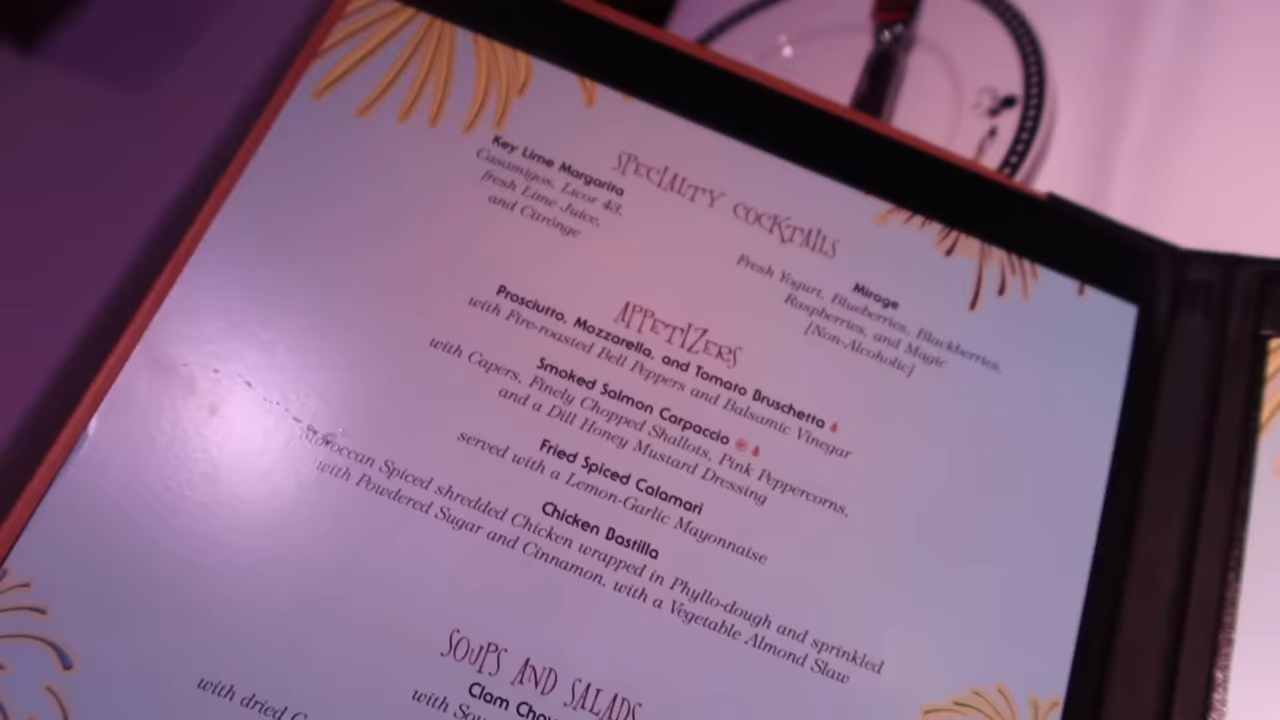 SPECIALTY COCKTAILS
Key Lime Margarita
Casamigos, Licor 43,
fresh Lime Juice,
and Citrónge
Mirage
Fresh Yogurt, Blueberries, Blackberries,
Raspberries, and Magic
[Non-Alcoholic]
APPETIZERS
Prosciutto, Mozzarella, and Tomato Bruschetta
with Fire-roasted Bell Peppers and Balsamic Vinegar
Smoked Salmon Carpaccio
with Capers, Finely Chopped Shallots, Pink Peppercorns,
and a Dill Honey Mustard Dressing
Fried Spiced Calamari
served with a Lemon-Garlic Mayonnaise
Chicken Bastilla
Moroccan Spiced shredded Chicken wrapped in Phyllo-dough and sprinkled
with Powdered Sugar and Cinnamon, with a Vegetable Almond Slaw
SOUPS AND SALADS
Clam
with
with dried